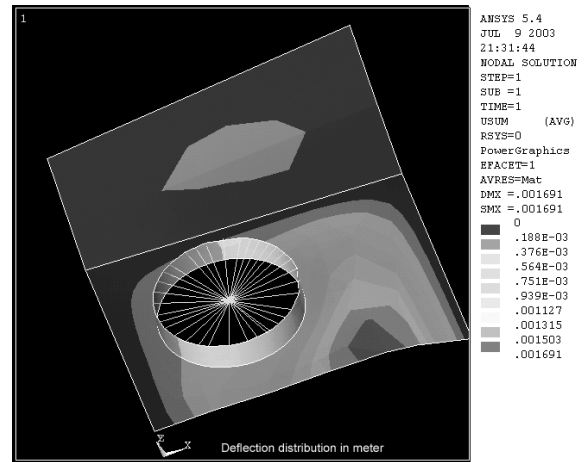 1
ANSYS 5.4
JUL 9 2003
21:31:44
NODAL SOLUTION
STEP=1
SUB =1
TIME=1
USUM (AVG)
RSYS=0
PowerGraphics
EFACET=1
AVRES=Mat
DMX =.001691
SMX =.001691
0
.188E-03
.376E-03
.564E-03
.751E-03
.939E-03
.001127
.001315
.001503
.001691
Z
X
Deflection distribution in meter